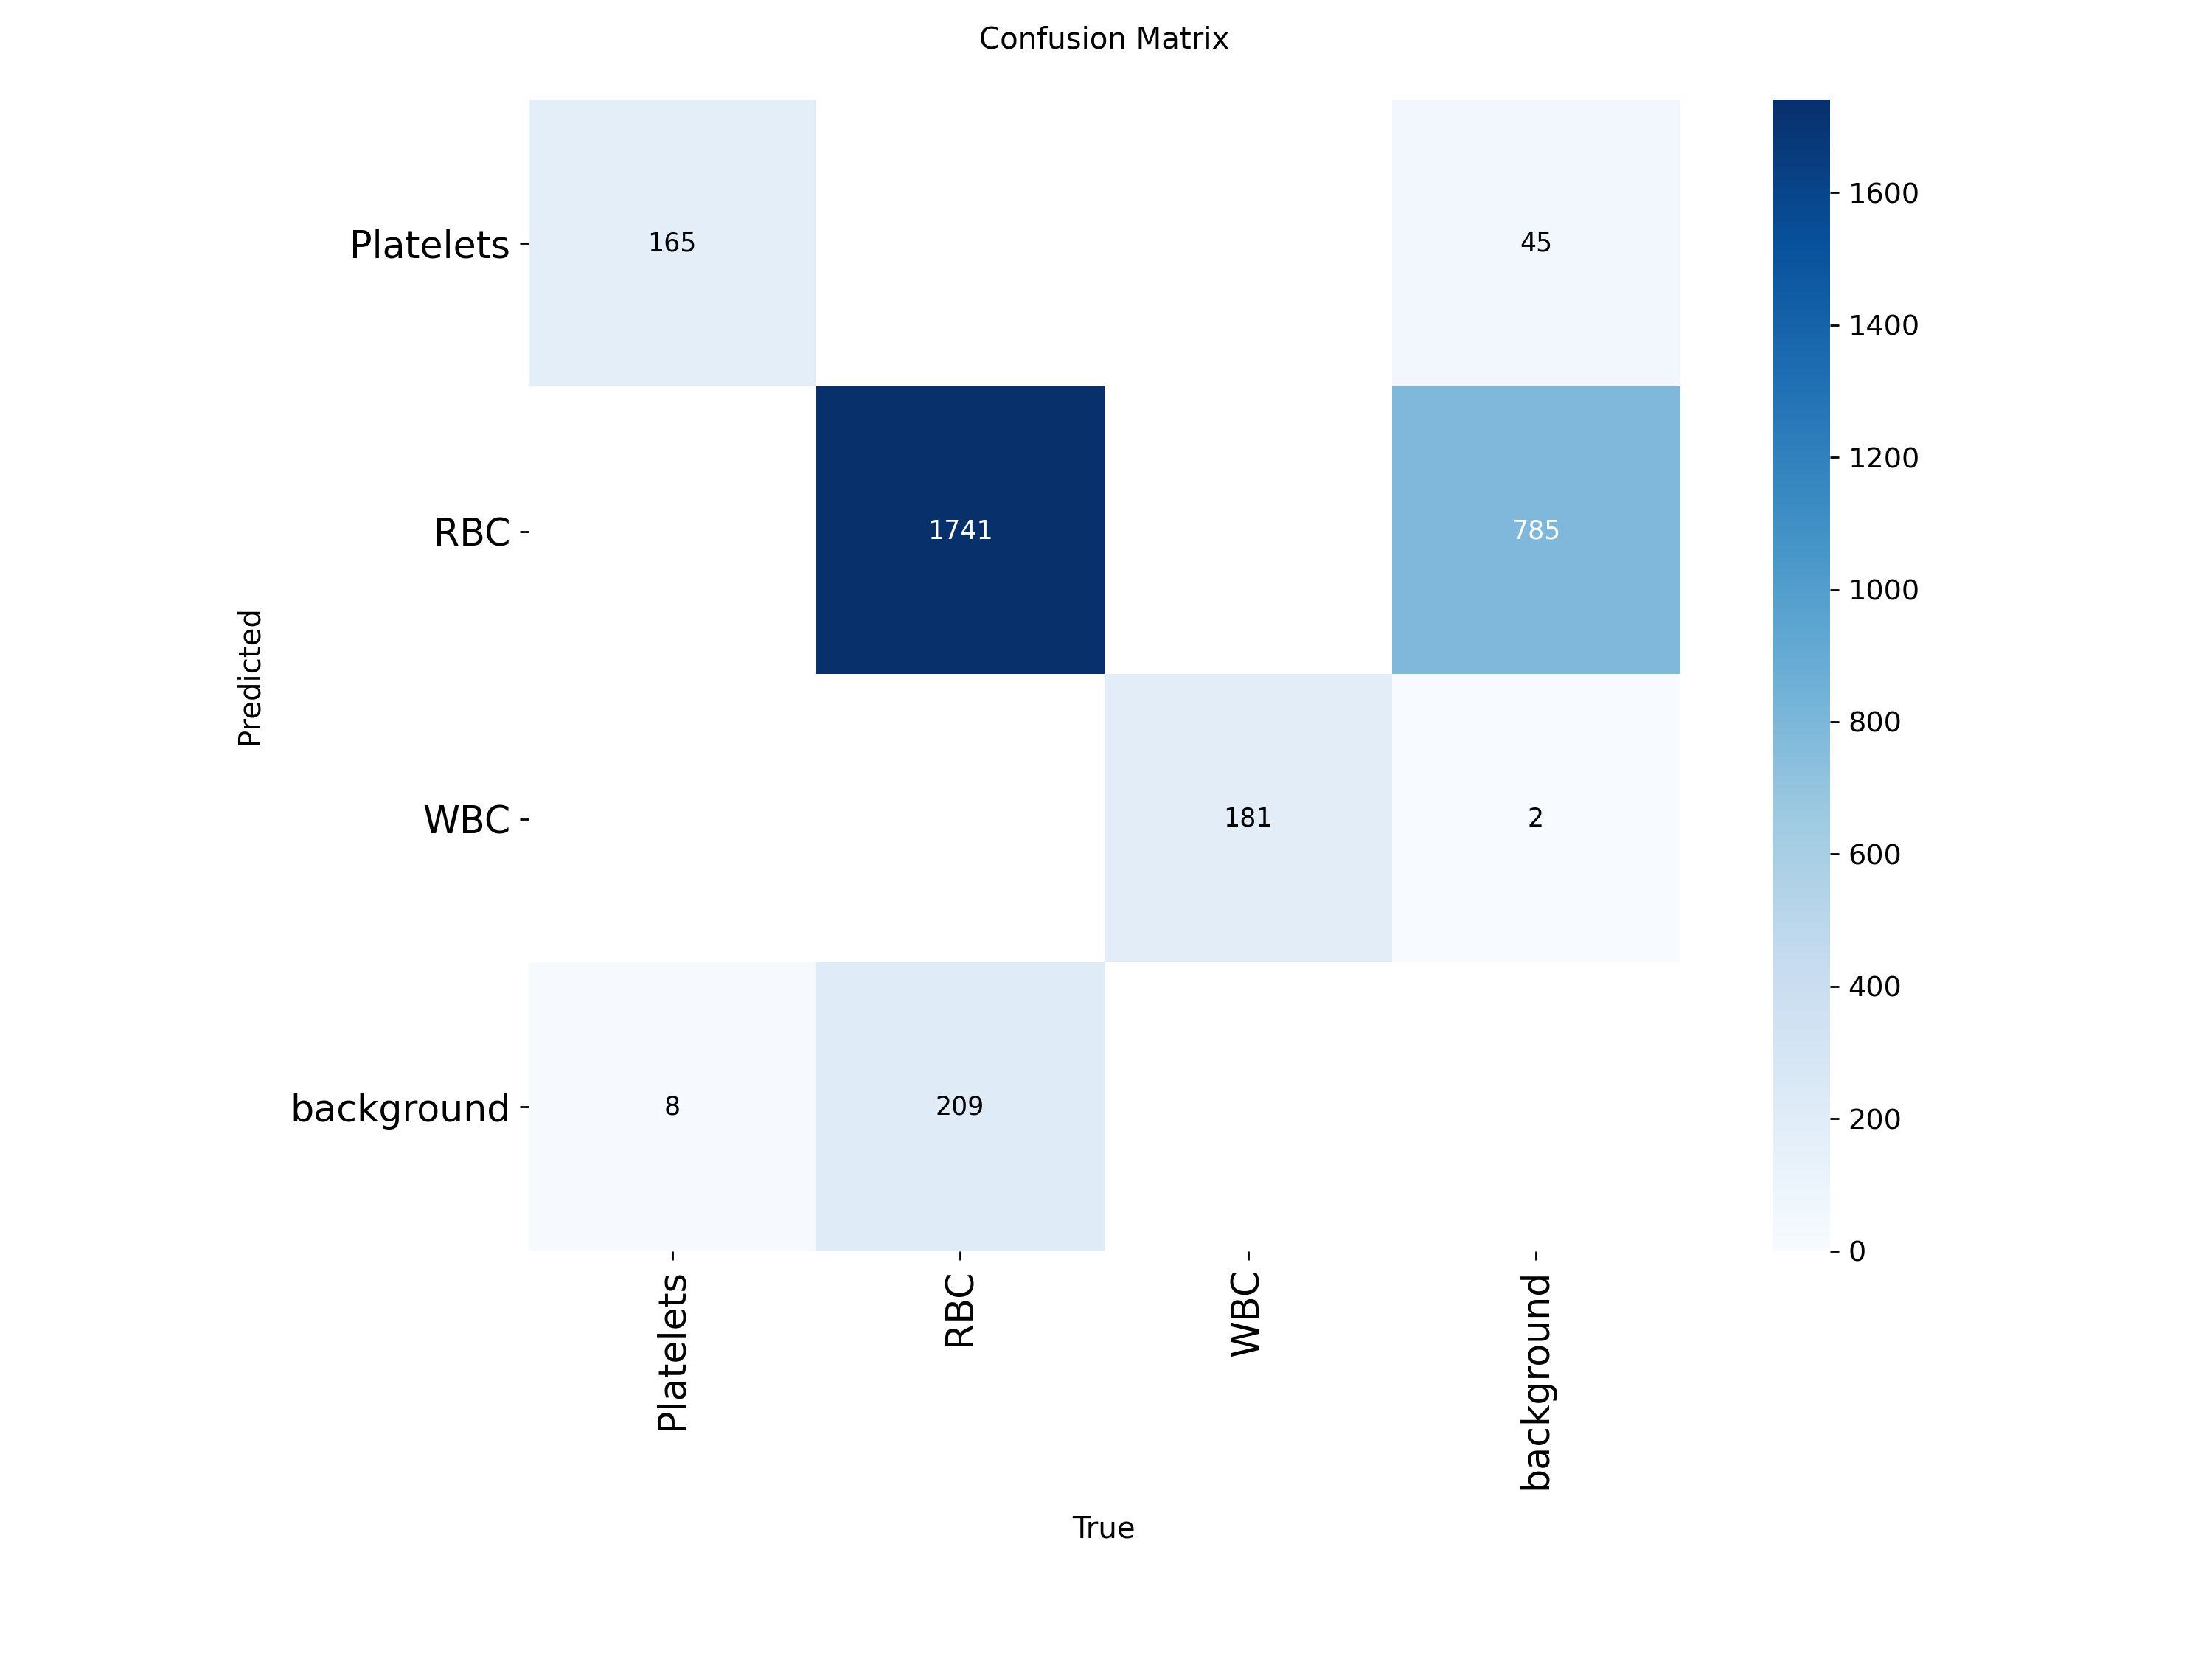 Confusion Matrix
Platelets
165
45
RBC
1741
785
WBC
181
2
background
8
209
Predicted
Platelets
RBC
WBC
background
True
1600
1400
1200
1000
800
600
400
200
0